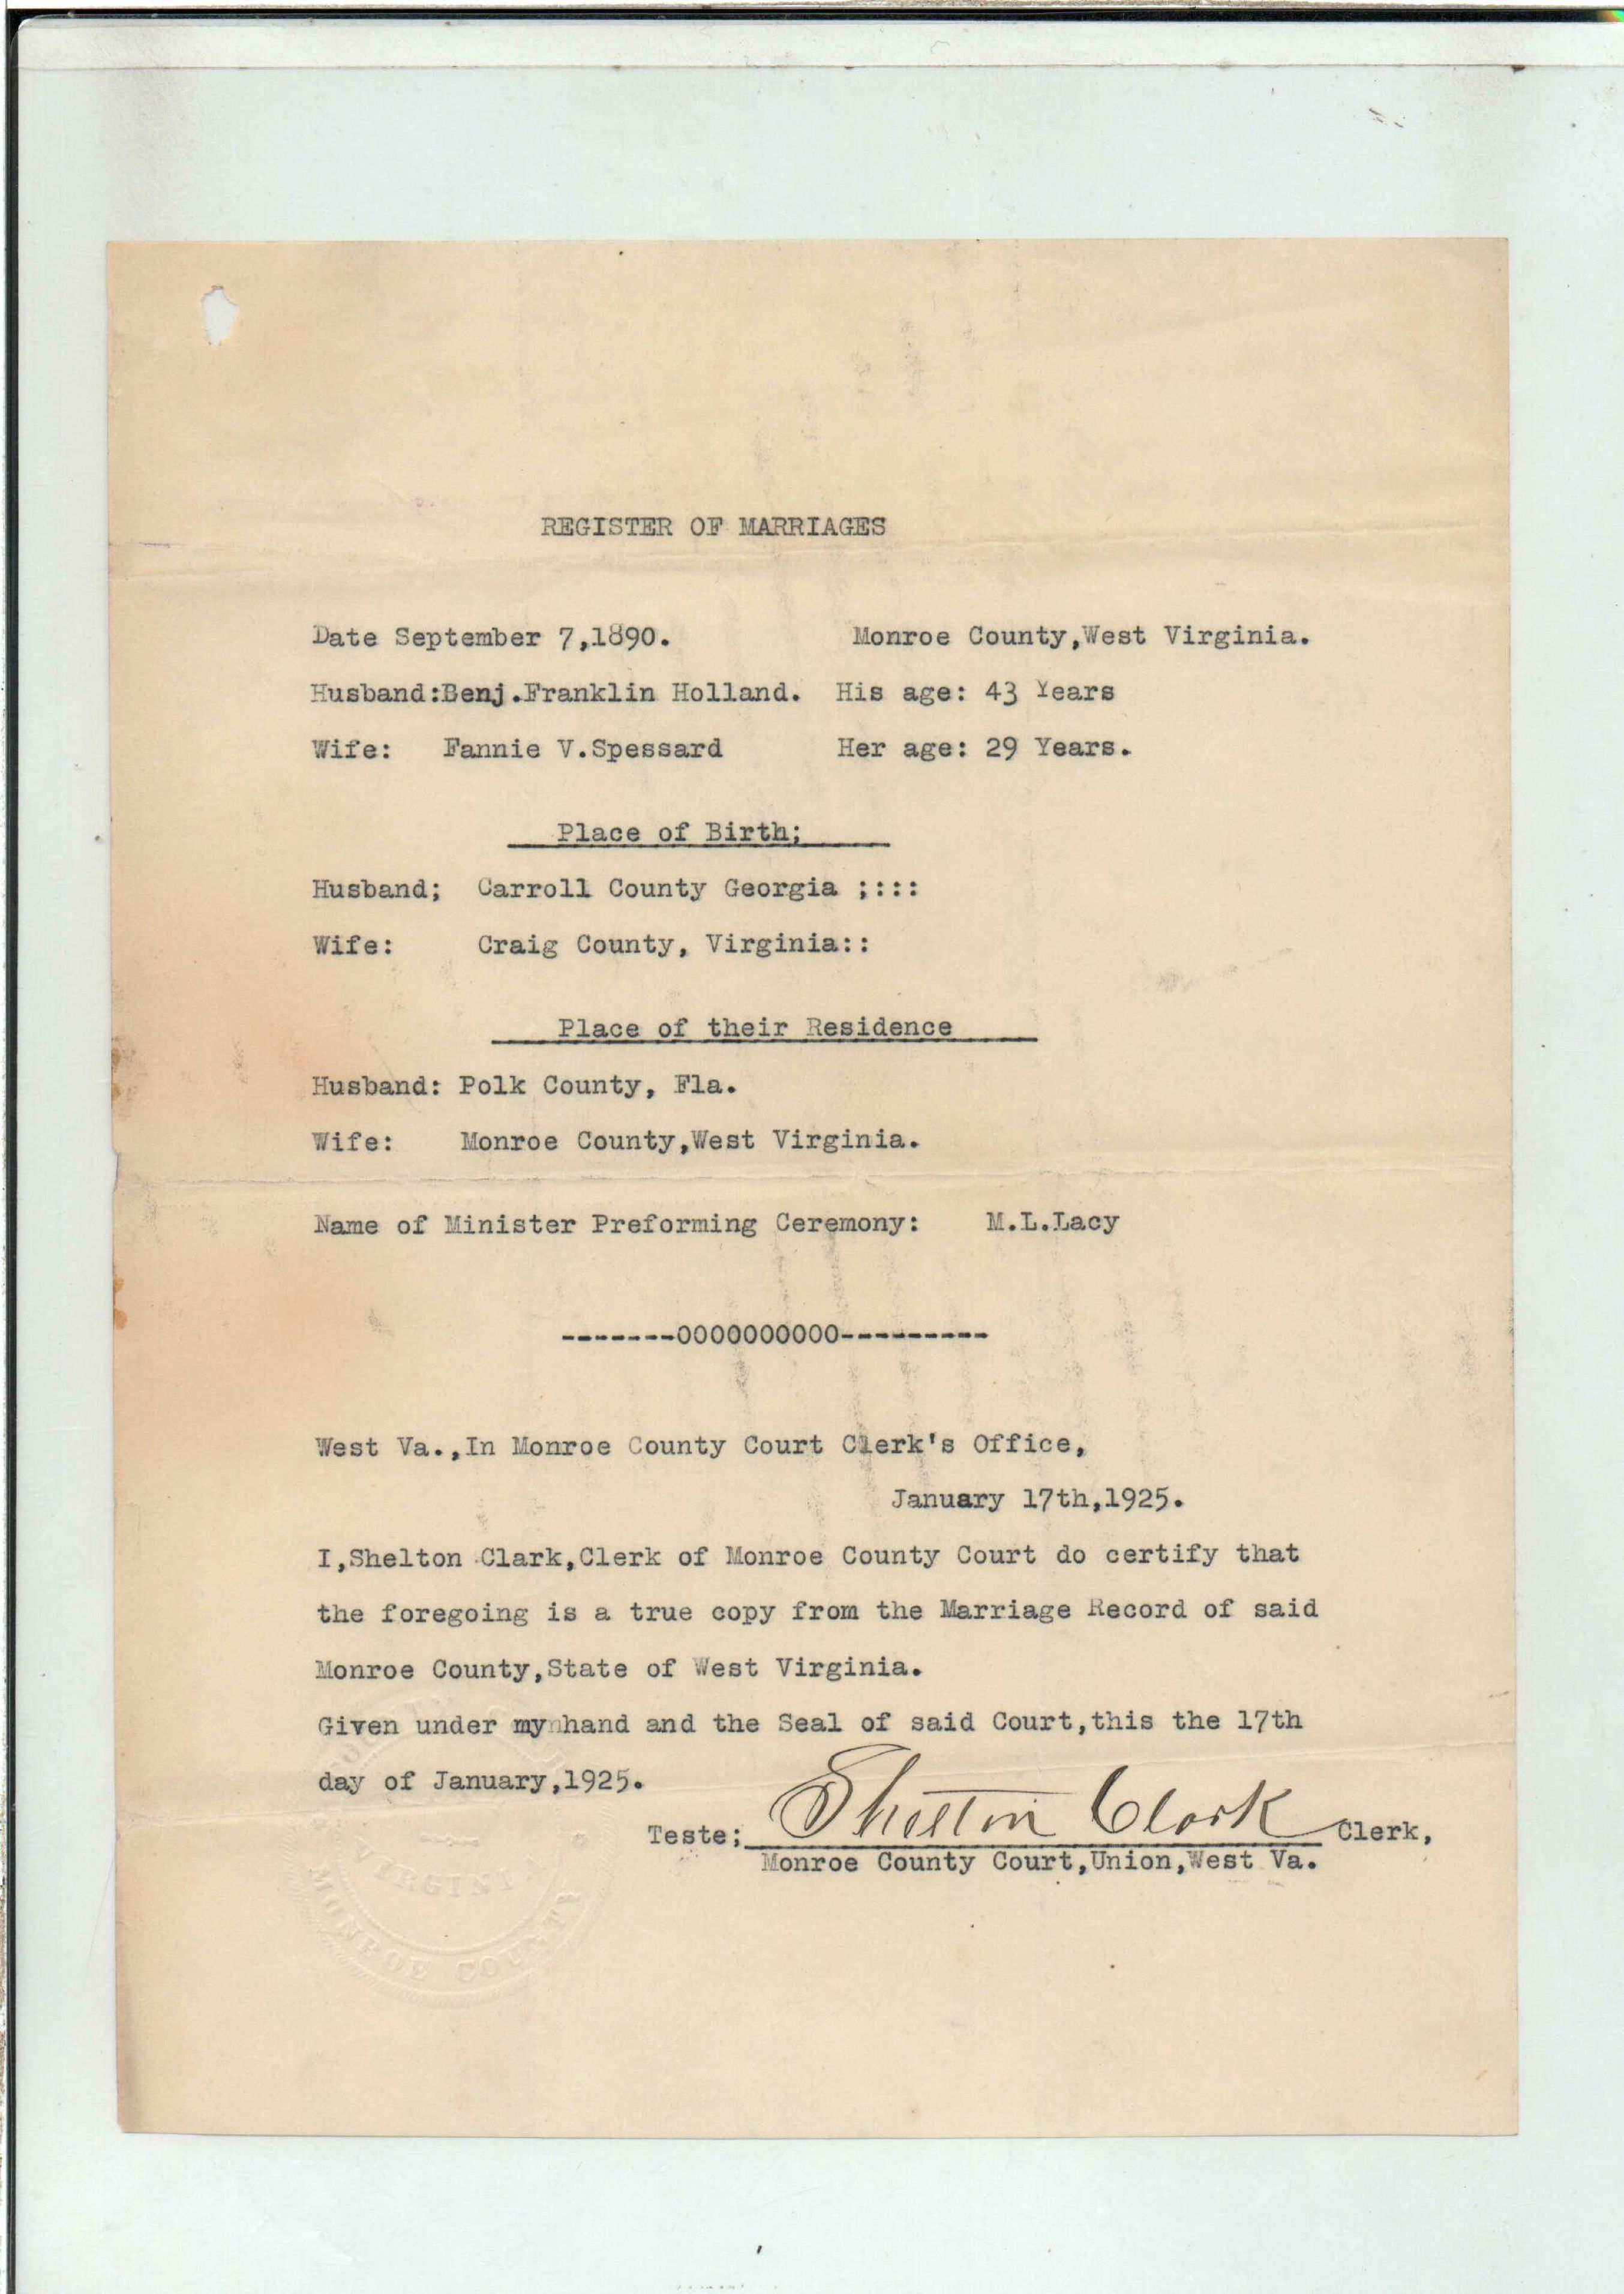 REGISTER OF MARRIAGES
Date September 7,1890. Monroe County,West Virginia.
Husband:Benj.Franklin Holland. His age: 43 Years
Wife: Fannie V.Spessard Her age: 29 Years.
Place of Birth;
Husband; Carroll County Georgia ;:::
Wife: Craig County, Virginia::
Place of their Residence
Husband: Polk County, Fla.
Wife: Monroe County,West Virginia.
Name of Minister Preforming Ceremony: M.L.Lacy
-------0000000000---------
West Va.,In Monroe County Court Clerk's Office,
January 17th,1925.
I,Shelton Clark,Clerk of Monroe County Court do certify that
the foregoing is a true copy from the Marriage Record of said
Monroe County,State of West Virginia.
Given under mynhand and the Seal of said Court,this the 17th
day of January,1925.
Teste; Shelton Clark Clerk,
Monroe County Court,Union,West Va.
VIRGINI
MONROE COUNTY